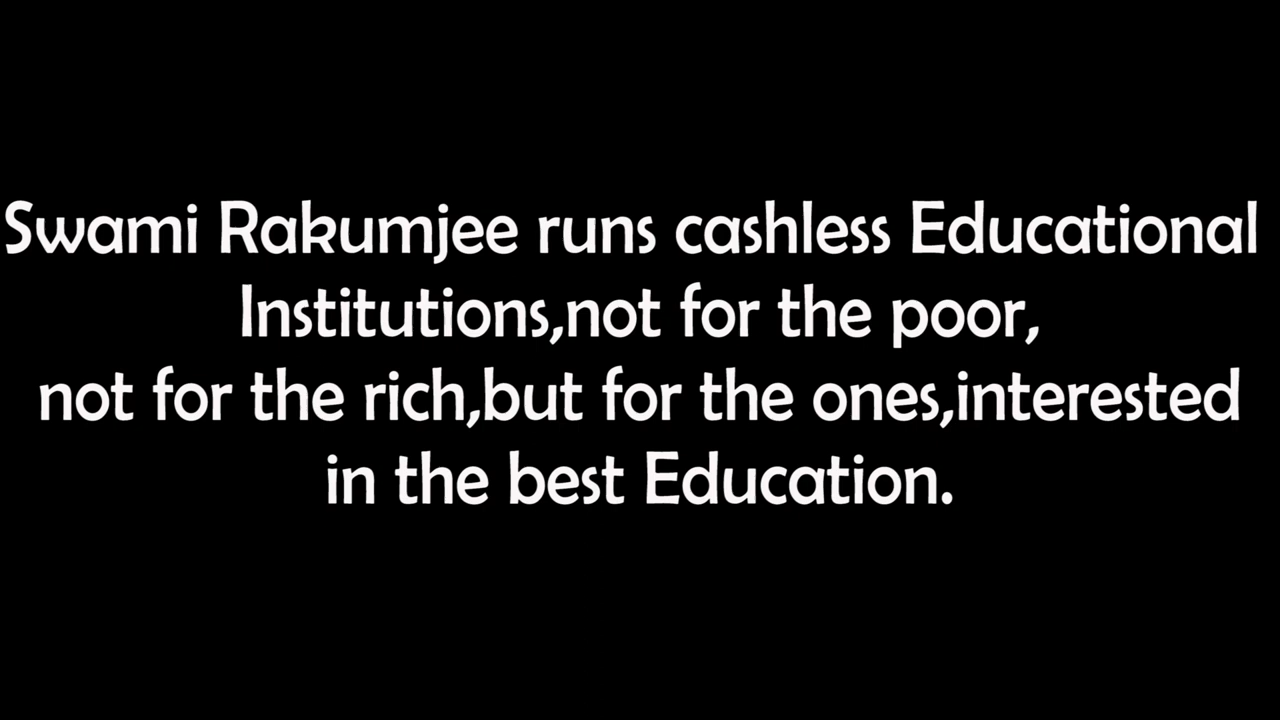 Swami Rakumjee runs cashless Educational
Institutions,not for the poor,
not for the rich,but for the ones,interested
in the best Education.